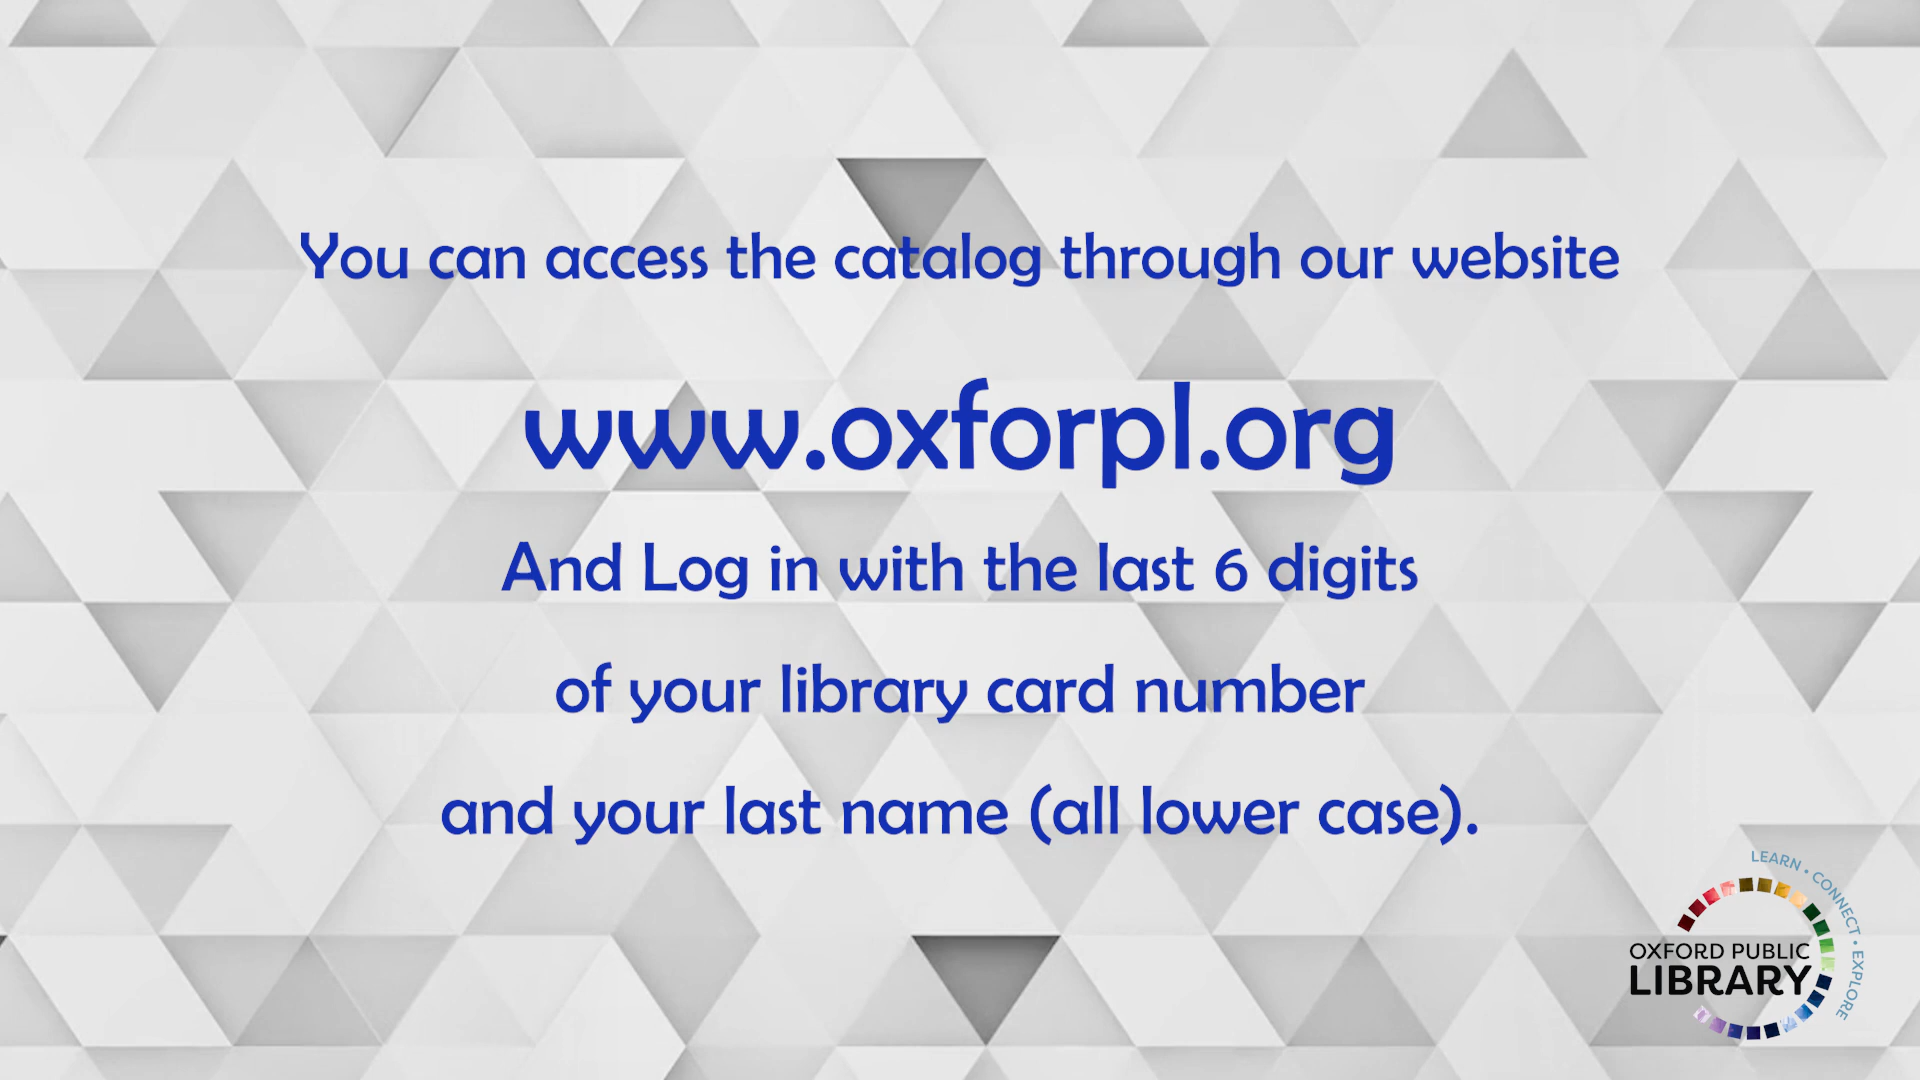 You can access the catalog through our website
www.oxforpl.org
And Log in with the last 6 digits
of your library card number
and your last name (all lower case).
LEARN • CONNECT • EXPLORE
OXFORD PUBLIC
LIBRARY